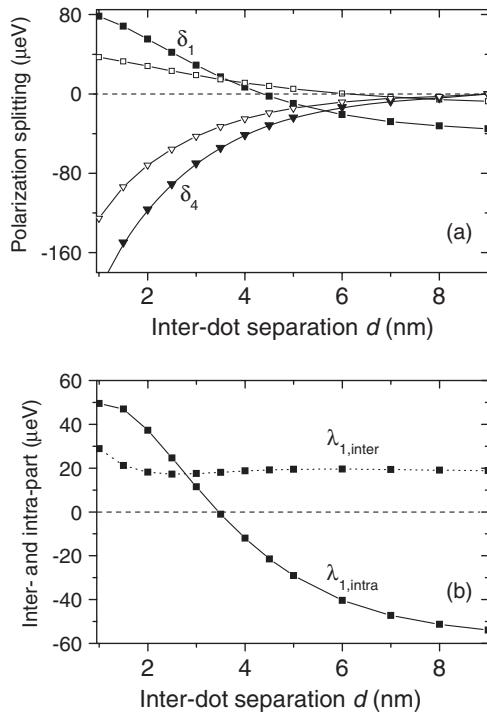 80
0
-80
-160
Polarization splitting (μeV)
δ1
δ4
(a)
2 4 6 8
Inter-dot separation d (nm)
60
40
20
0
-20
-40
-60
Inter- and intra-part (μeV)
λ1,inter
λ1,intra
(b)
2 4 6 8
Inter-dot separation d (nm)